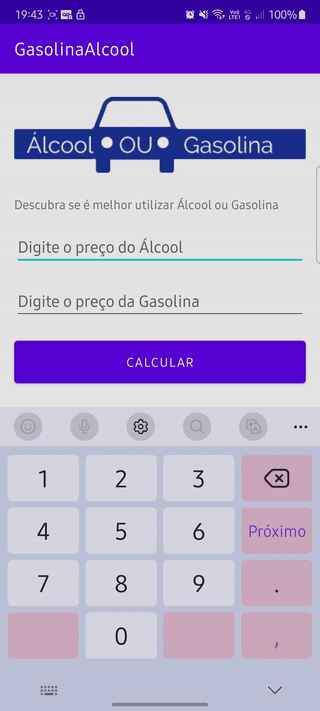 19:43 100%
GasolinaAlcool
Álcool OU Gasolina
Descubra se é melhor utilizar Álcool ou Gasolina
Digite o preço do Álcool
Digite o preço da Gasolina
CALCULAR
1 2 3
4 5 6 Próximo
7 8 9 .
0 ,